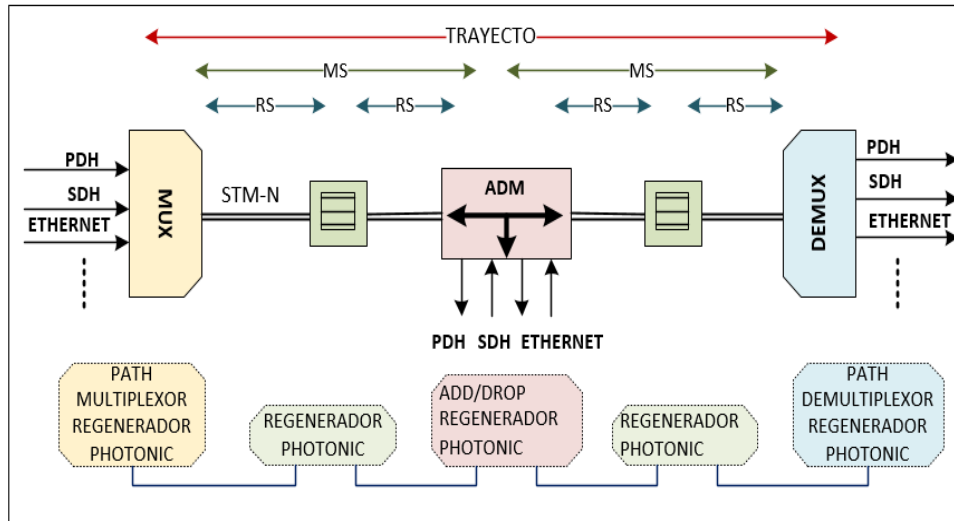 TRAYECTO
MS MS
RS RS RS RS
PDH
SDH
ETHERNET
MUX
STM-N
ADM
PDH SDH ETHERNET
DEMUX
PDH
SDH
ETHERNET
PATH
MULTIPLEXOR
REGENERADOR
PHOTONIC
REGENERADOR
PHOTONIC
ADD/DROP
REGENERADOR
PHOTONIC
REGENERADOR
PHOTONIC
PATH
DEMULTIPLEXOR
REGENERADOR
PHOTONIC